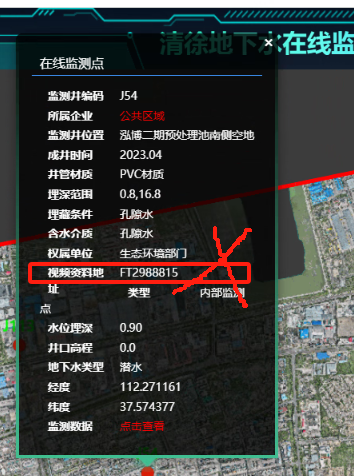 清徐地下水在线监
×
在线监测点
监测井编码 J54
所属企业 公共区域
监测井位置 泓博二期预处理池南侧空地
成井时间 2023.04
井管材质 PVC材质
埋深范围 0.8,16.8
埋藏条件 孔隙水
含水介质 孔隙水
权属单位 生态环境部门
视频资料地 FT2988815
址 类型 内部监测
点
水位埋深 0.90
井口高程 0.0
地下水类型 潜水
经度 112.271161
纬度 37.574377
监测数据 点击查看